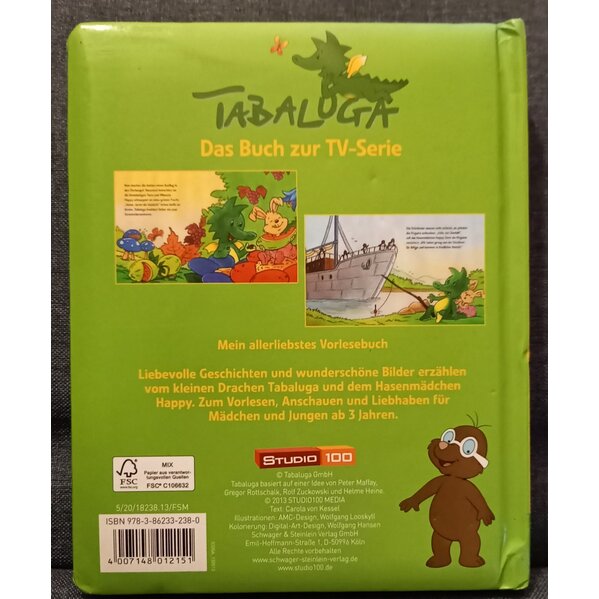 TABALUGA
Das Buch zur TV-Serie
Mein allerliebstes Vorlesebuch
Liebevolle Geschichten und wunderschöne Bilder erzählen
vom kleinen Drachen Tabaluga und dem Hasenmädchen
Happy. Zum Vorlesen, Anschauen und Liebhaben für
Mädchen und Jungen ab 3 Jahren.
FSC
www.fsc.org
MIX
Papier aus verantwor-
tungsvollen Quellen
FSC® C106632
STUDIO 100
© Tabaluga GmbH
Tabaluga basiert auf einer Idee von Peter Maffay,
Gregor Rottschalk, Rolf Zuckowski und Helme Heine.
© 2013 STUDIO100 MEDIA
Text: Carola von Kessel
Illustrationen: AMC-Design, Wolfgang Looskyll
Kolorierung: Digital-Art-Design, Wolfgang Hansen
Schwager & Steinlein Verlag GmbH
Emil-Hoffmann-Straße 1, D-50996 Köln
Alle Rechte vorbehalten
www.schwager-steinlein-verlag.de
www.studio100.de
5/20/18238.13/FSM
ISBN 978-3-86233-238-0
4 007148 012151